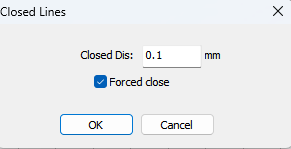 Closed Lines
Closed Dis: 0.1 mm
Forced close
OK Cancel